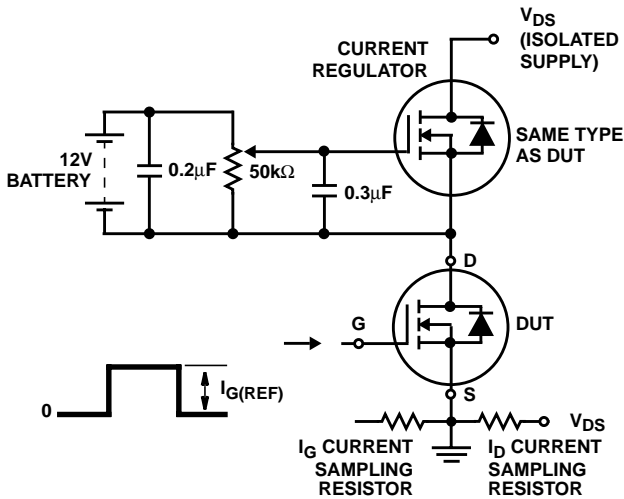 V_DS
(ISOLATED
SUPPLY)
CURRENT
REGULATOR
SAME TYPE
AS DUT
12V
BATTERY
0.2µF
50kΩ
0.3µF
D
G
DUT
I_G(REF)
0
S
V_DS
I_G CURRENT
SAMPLING
RESISTOR
I_D CURRENT
SAMPLING
RESISTOR